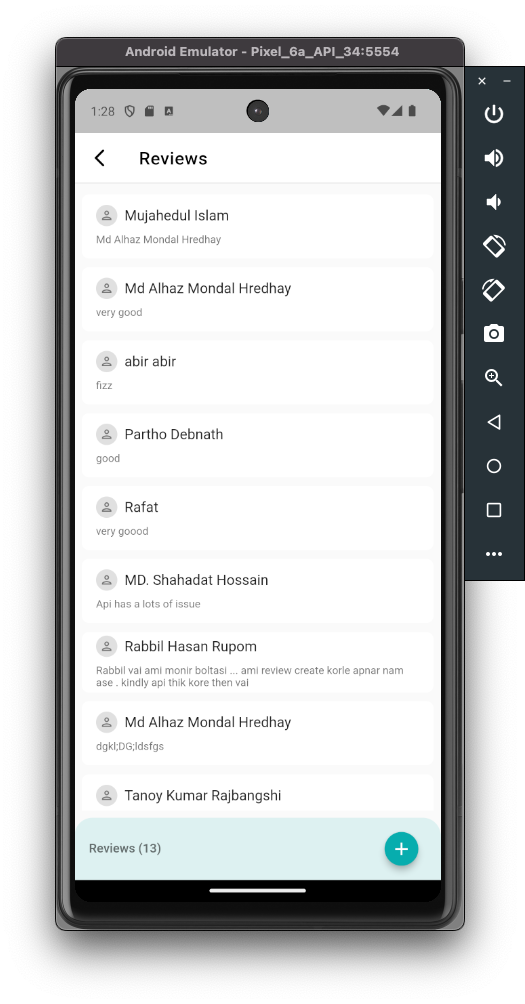 Android Emulator - Pixel_6a_API_34:5554
1:28
Reviews
Mujahedul Islam
Md Alhaz Mondal Hredhay
Md Alhaz Mondal Hredhay
very good
abir abir
fizz
Partho Debnath
good
Rafat
very goood
MD. Shahadat Hossain
Api has a lots of issue
Rabbil Hasan Rupom
Rabbil vai ami monir boltasi ... ami review create korle apnar nam
ase . kindly api thik kore then vai
Md Alhaz Mondal Hredhay
dgkl;DG;ldsfgs
Tanoy Kumar Rajbangshi
Reviews (13)